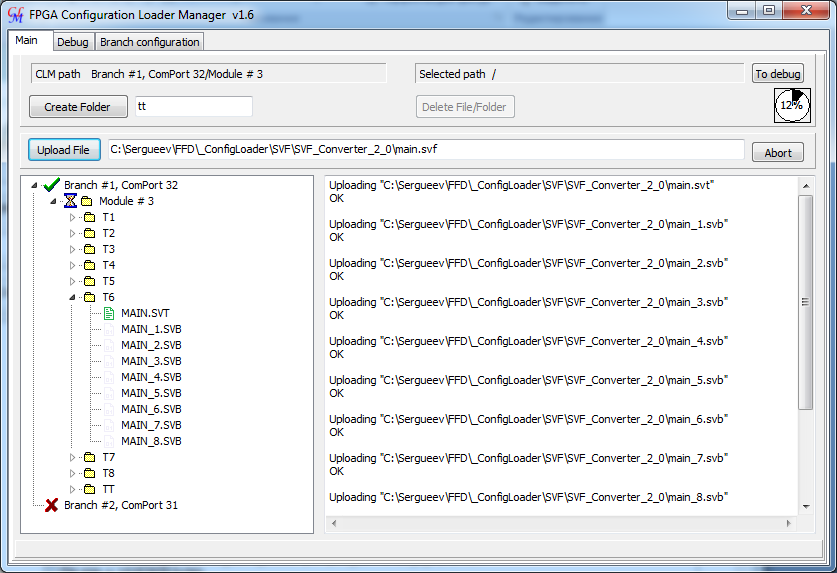 FPGA Configuration Loader Manager v1.6
Main Debug Branch configuration
CLM path Branch #1, ComPort 32/Module # 3
Selected path /
To debug
Create Folder tt
Delete File/Folder
12%
Upload File C:\Sergueev\FFD\_ConfigLoader\SVF\SVF_Converter_2_0\main.svf
Abort
Branch #1, ComPort 32
Module # 3
T1
T2
T3
T4
T5
T6
MAIN.SVT
MAIN_1.SVB
MAIN_2.SVB
MAIN_3.SVB
MAIN_4.SVB
MAIN_5.SVB
MAIN_6.SVB
MAIN_7.SVB
MAIN_8.SVB
T7
T8
TT
Branch #2, ComPort 31
Uploading "C:\Sergueev\FFD\_ConfigLoader\SVF\SVF_Converter_2_0\main.svt"
OK
Uploading "C:\Sergueev\FFD\_ConfigLoader\SVF\SVF_Converter_2_0\main_1.svb"
OK
Uploading "C:\Sergueev\FFD\_ConfigLoader\SVF\SVF_Converter_2_0\main_2.svb"
OK
Uploading "C:\Sergueev\FFD\_ConfigLoader\SVF\SVF_Converter_2_0\main_3.svb"
OK
Uploading "C:\Sergueev\FFD\_ConfigLoader\SVF\SVF_Converter_2_0\main_4.svb"
OK
Uploading "C:\Sergueev\FFD\_ConfigLoader\SVF\SVF_Converter_2_0\main_5.svb"
OK
Uploading "C:\Sergueev\FFD\_ConfigLoader\SVF\SVF_Converter_2_0\main_6.svb"
OK
Uploading "C:\Sergueev\FFD\_ConfigLoader\SVF\SVF_Converter_2_0\main_7.svb"
OK
Uploading "C:\Sergueev\FFD\_ConfigLoader\SVF\SVF_Converter_2_0\main_8.svb"